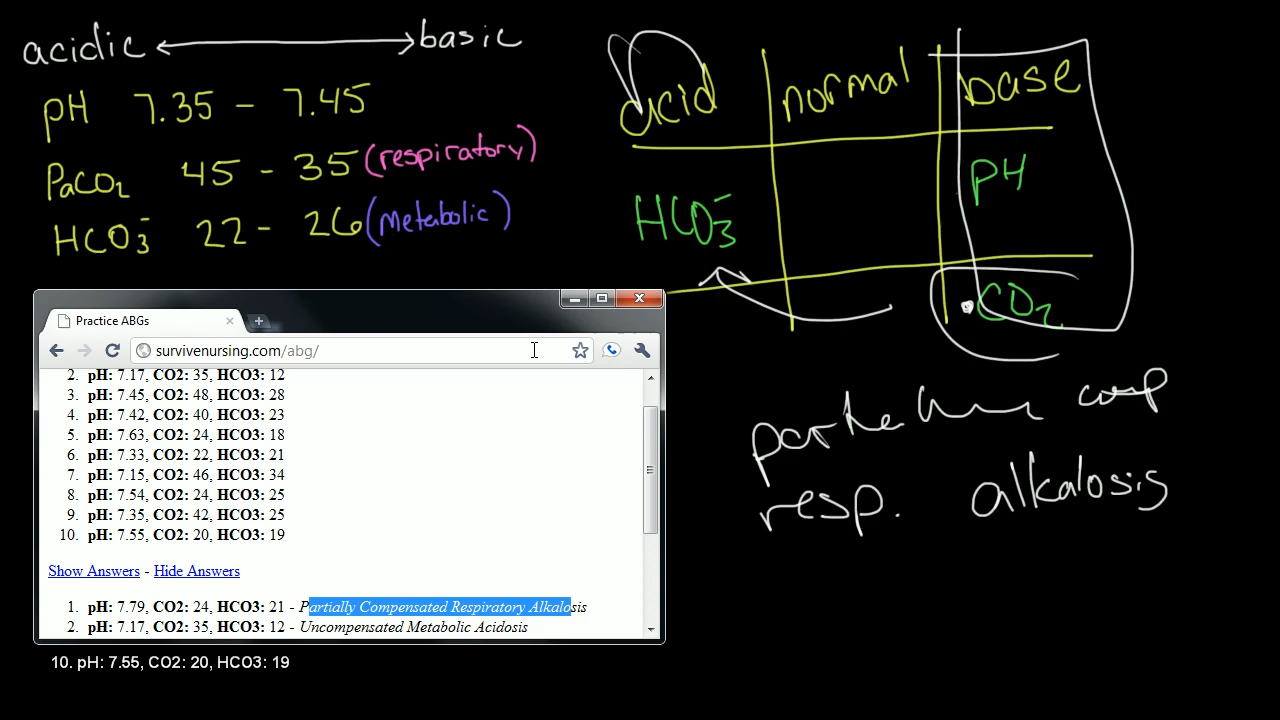 acidic basic
pH 7.35 - 7.45
PaCO2 45 - 35 (respiratory)
HCO3- 22 - 26 (Metabolic)
acid normal base
pH
HCO3-
CO2
Practice ABGs
survivenursing.com/abg/
2. pH: 7.17, CO2: 35, HCO3: 12
3. pH: 7.45, CO2: 48, HCO3: 28
4. pH: 7.42, CO2: 40, HCO3: 23
5. pH: 7.63, CO2: 24, HCO3: 18
6. pH: 7.33, CO2: 22, HCO3: 21
7. pH: 7.15, CO2: 46, HCO3: 34
8. pH: 7.54, CO2: 24, HCO3: 25
9. pH: 7.35, CO2: 42, HCO3: 25
10. pH: 7.55, CO2: 20, HCO3: 19
Show Answers - Hide Answers
1. pH: 7.79, CO2: 24, HCO3: 21 - Partially Compensated Respiratory Alkalosis
2. pH: 7.17, CO2: 35, HCO3: 12 - Uncompensated Metabolic Acidosis
comp
resp. alkalosis
10. pH: 7.55, CO2: 20, HCO3: 19